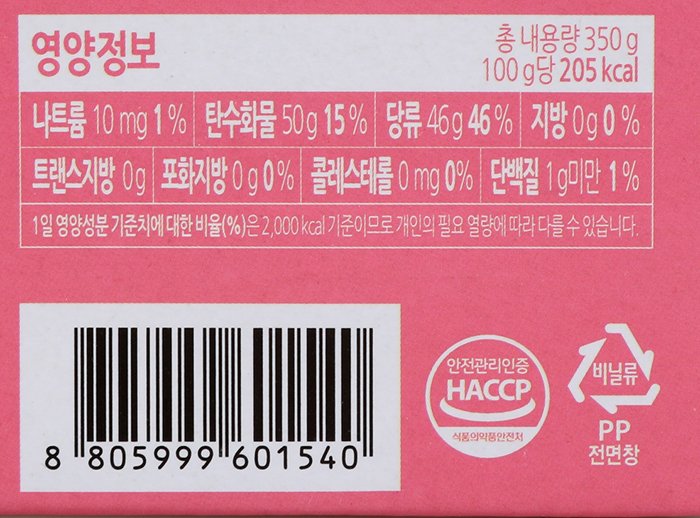 영양정보
총 내용량 350 g
100 g당 205 kcal
나트륨 10 mg 1 % 탄수화물 50 g 15 % 당류 46 g 46 % 지방 0 g 0 %
트랜스지방 0 g 포화지방 0 g 0 % 콜레스테롤 0 mg 0 % 단백질 1 g미만 1 %
1일 영양성분 기준치에 대한 비율(%)은 2,000 kcal 기준이므로 개인의 필요 열량에 따라 다를 수 있습니다.
8 805999 601540
안전관리인증
HACCP
식품의약품안전처
비닐류
PP
전면창